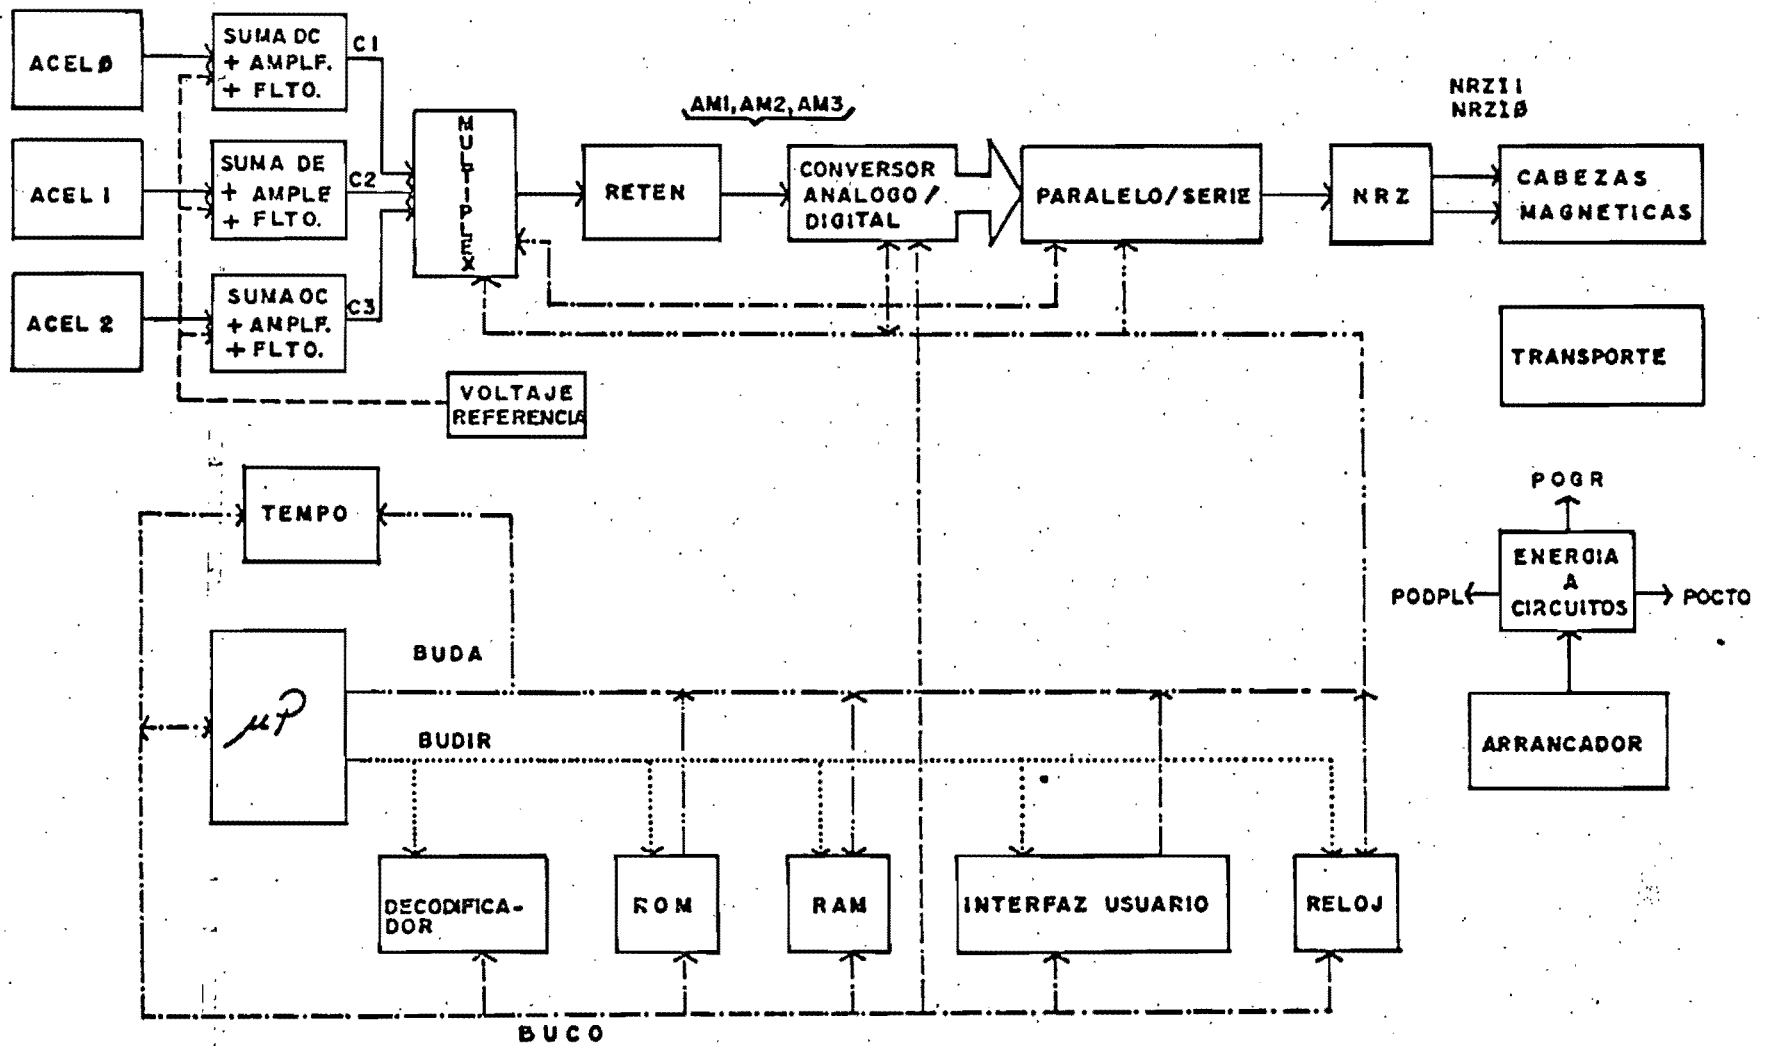 ACELØ
SUMA DC
+ AMPLF.
+ FLTO.
C1
ACEL 1
SUMA DE
+ AMPLE
+ FLTO.
C2
ACEL 2
SUMA OC
+ AMPLF.
+ FLTO.
C3
MULTIPLEX
RETEN
AM1, AM2, AM3
CONVERSOR
ANALOGO /
DIGITAL
PARALELO/SERIE
NRZ
NRZI1
NRZIØ
CABEZAS
MAGNETICAS
TRANSPORTE
VOLTAJE
REFERENCIA
TEMPO
POGR
ENERGIA
A
CIRCUITOS
PODPL
POCTO
ARRANCADOR
µP
BUDA
BUDIR
DECODIFICA-
DOR
ROM
RAM
INTERFAZ USUARIO
RELOJ
BUCO